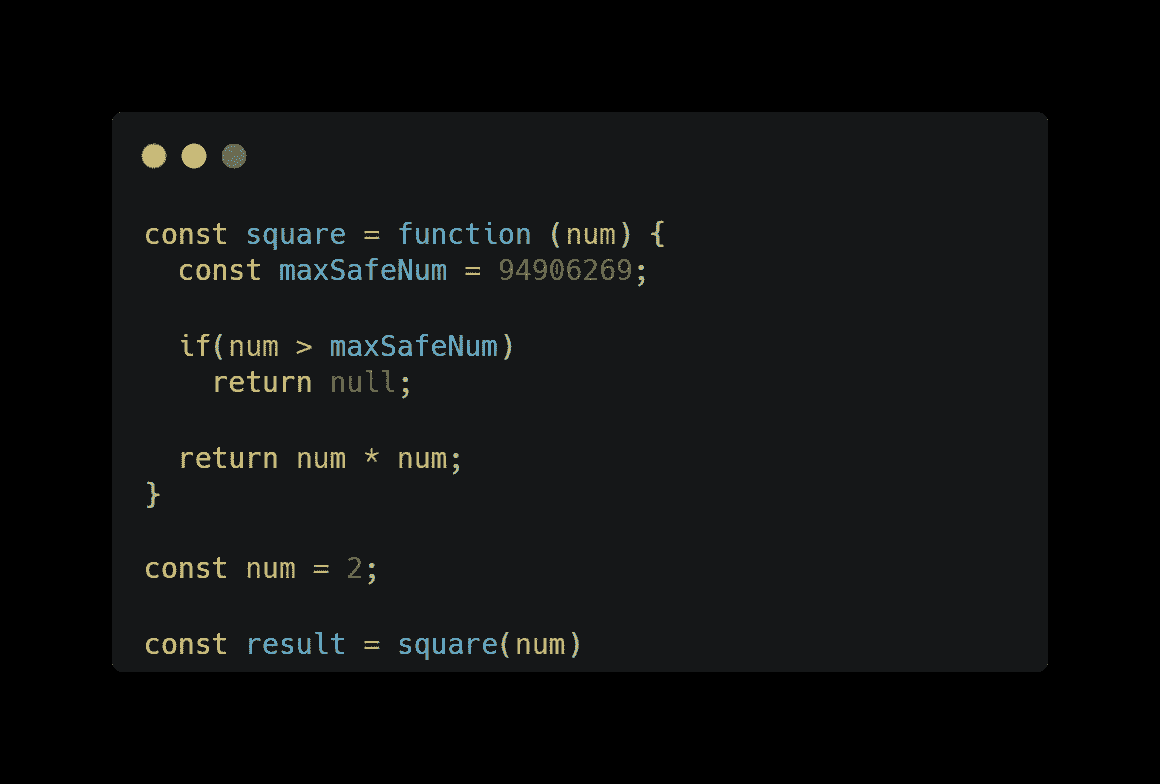 const square = function (num) {
  const maxSafeNum = 94906269;
  if(num > maxSafeNum)
    return null;
  return num * num;
}
const num = 2;
const result = square(num)